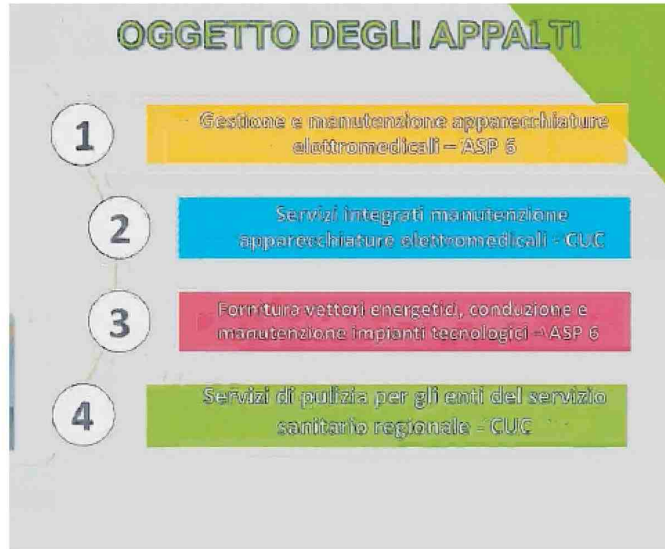 OGGETTO DEGLI APPALTI
1
Gestione e manutenzione apparecchiature
elettromedicali – ASP 6
2
Servizi integrati manutenzione
apparecchiature elettromedicali - CUC
3
Fornitura vettori energetici, conduzione e
manutenzione impianti tecnologici – ASP 6
4
Servizi di pulizia per gli enti del servizio
sanitario regionale - CUC